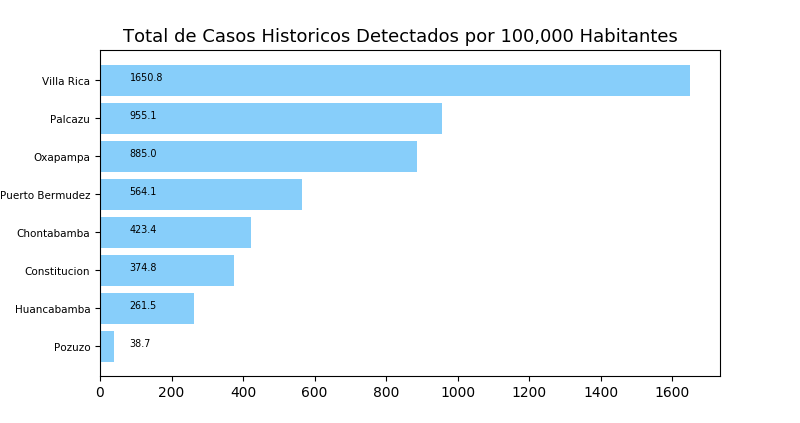 Total de Casos Historicos Detectados por 100,000 Habitantes
Villa Rica 1650.8
Palcazu 955.1
Oxapampa 885.0
Puerto Bermudez 564.1
Chontabamba 423.4
Constitucion 374.8
Huancabamba 261.5
Pozuzo 38.7
0 200 400 600 800 1000 1200 1400 1600